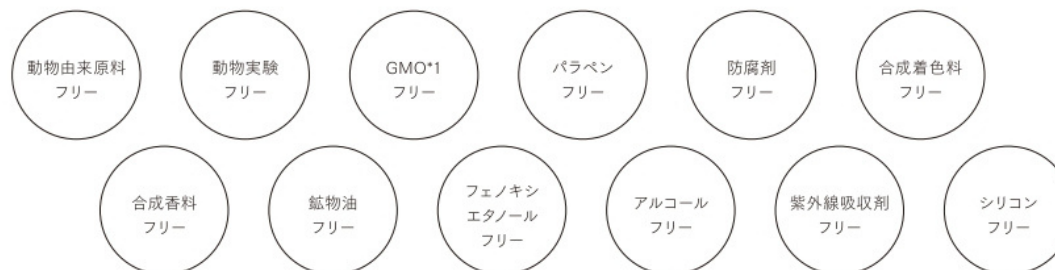 動物由来原料
フリー
動物実験
フリー
GMO*1
フリー
パラベン
フリー
防腐剤
フリー
合成着色料
フリー
合成香料
フリー
鉱物油
フリー
フェノキシ
エタノール
フリー
アルコール
フリー
紫外線吸収剤
フリー
シリコン
フリー